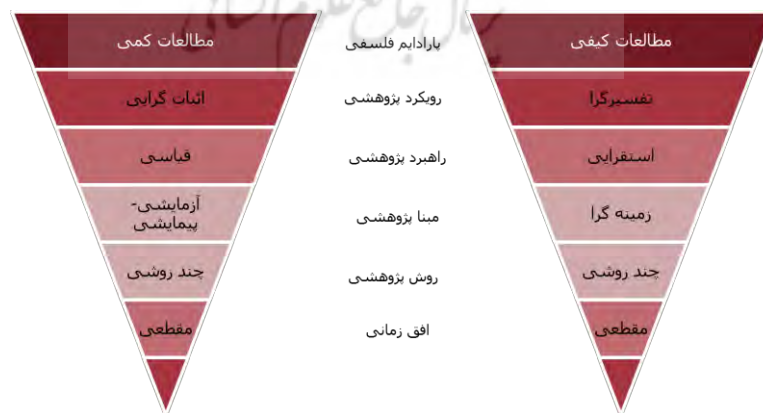 مطالعات کیفی
پارادایم فلسفی
مطالعات کمی
تفسیرگرا
رویکرد پژوهشی
اثبات گرایی
استقرایی
راهبرد پژوهشی
قیاسی
زمینه گرا
مبنا پژوهشی
آزمایشی-
پیمایشی
چند روشی
روش پژوهشی
چند روشی
مقطعی
افق زمانی
مقطعی